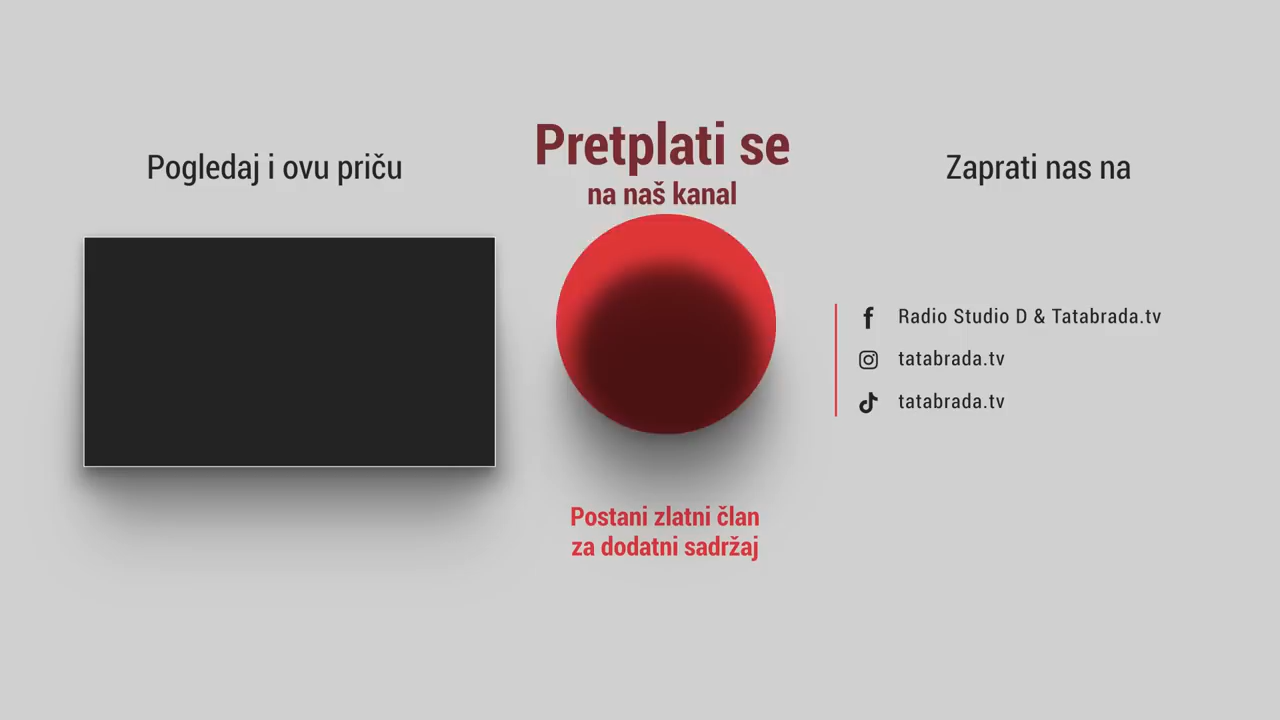 Pogledaj i ovu priču
Pretplati se
na naš kanal
Zaprati nas na
Radio Studio D & Tatabrada.tv
tatabrada.tv
tatabrada.tv
Postani zlatni član
za dodatni sadržaj